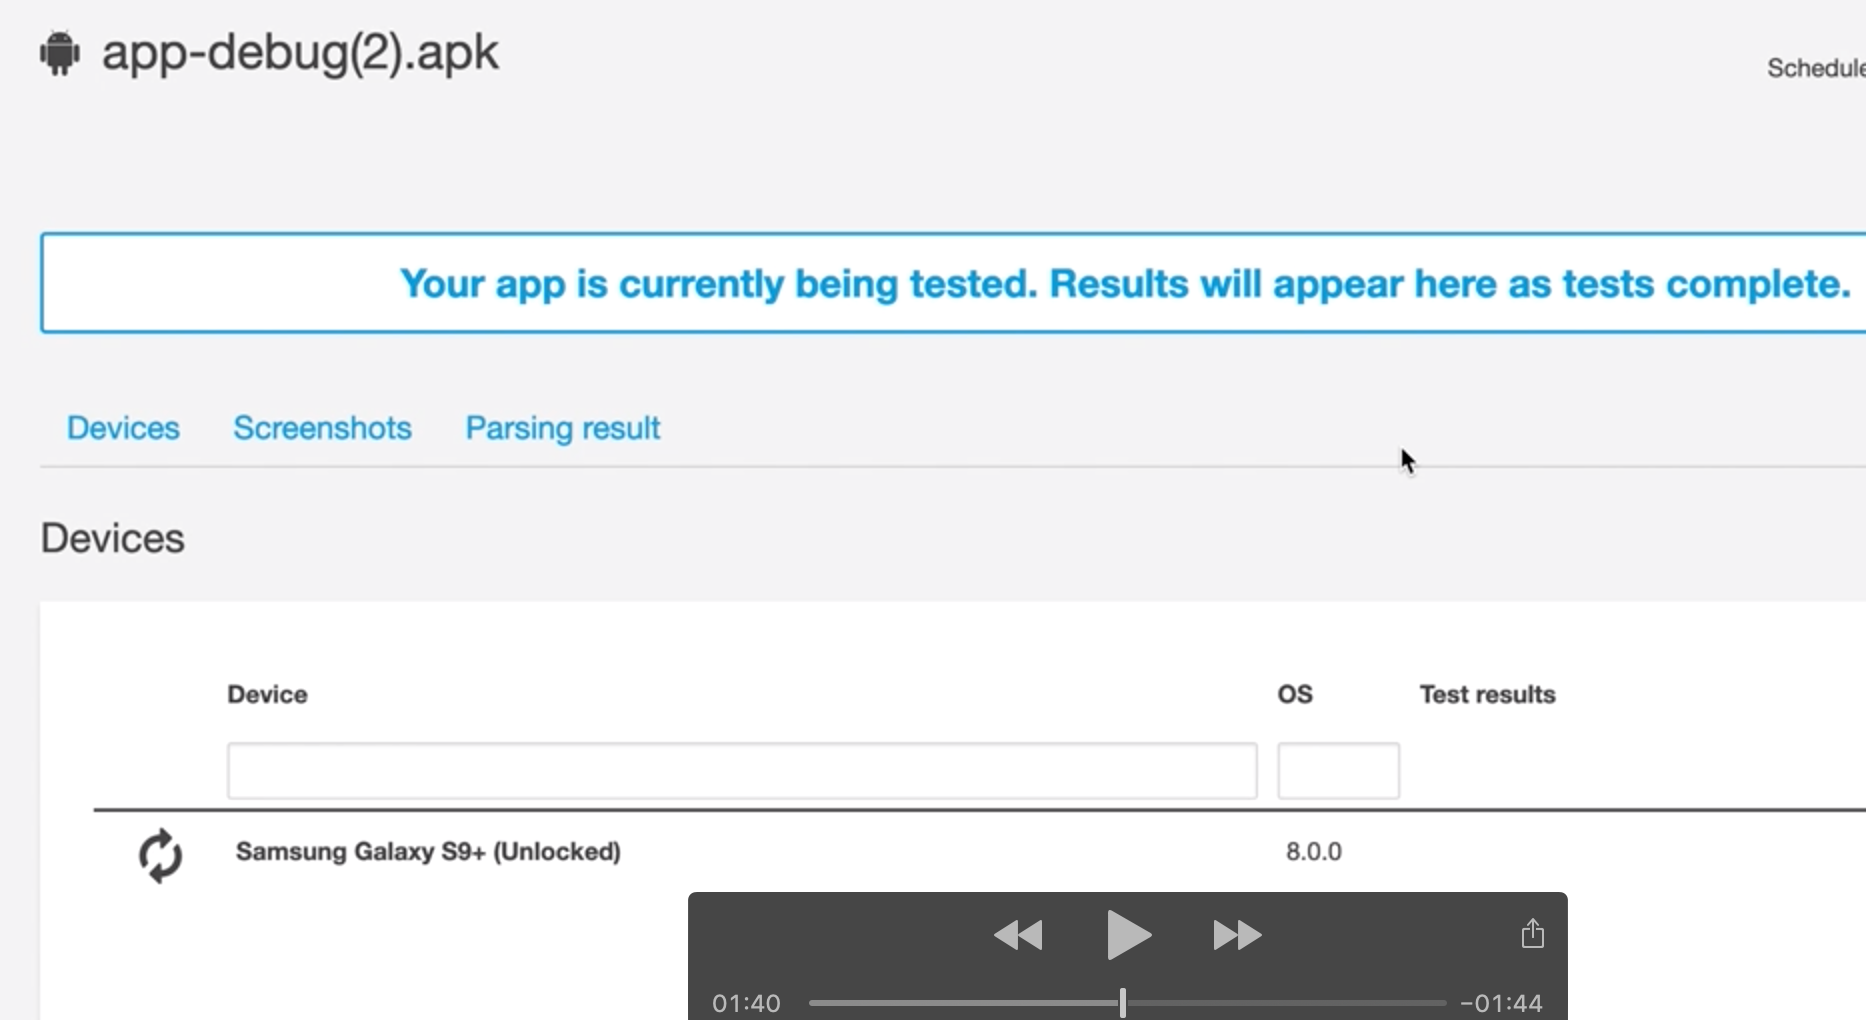 app-debug(2).apk
Schedule
Your app is currently being tested. Results will appear here as tests complete.
Devices Screenshots Parsing result
Devices
Device OS Test results
Samsung Galaxy S9+ (Unlocked) 8.0.0
01:40 −01:44